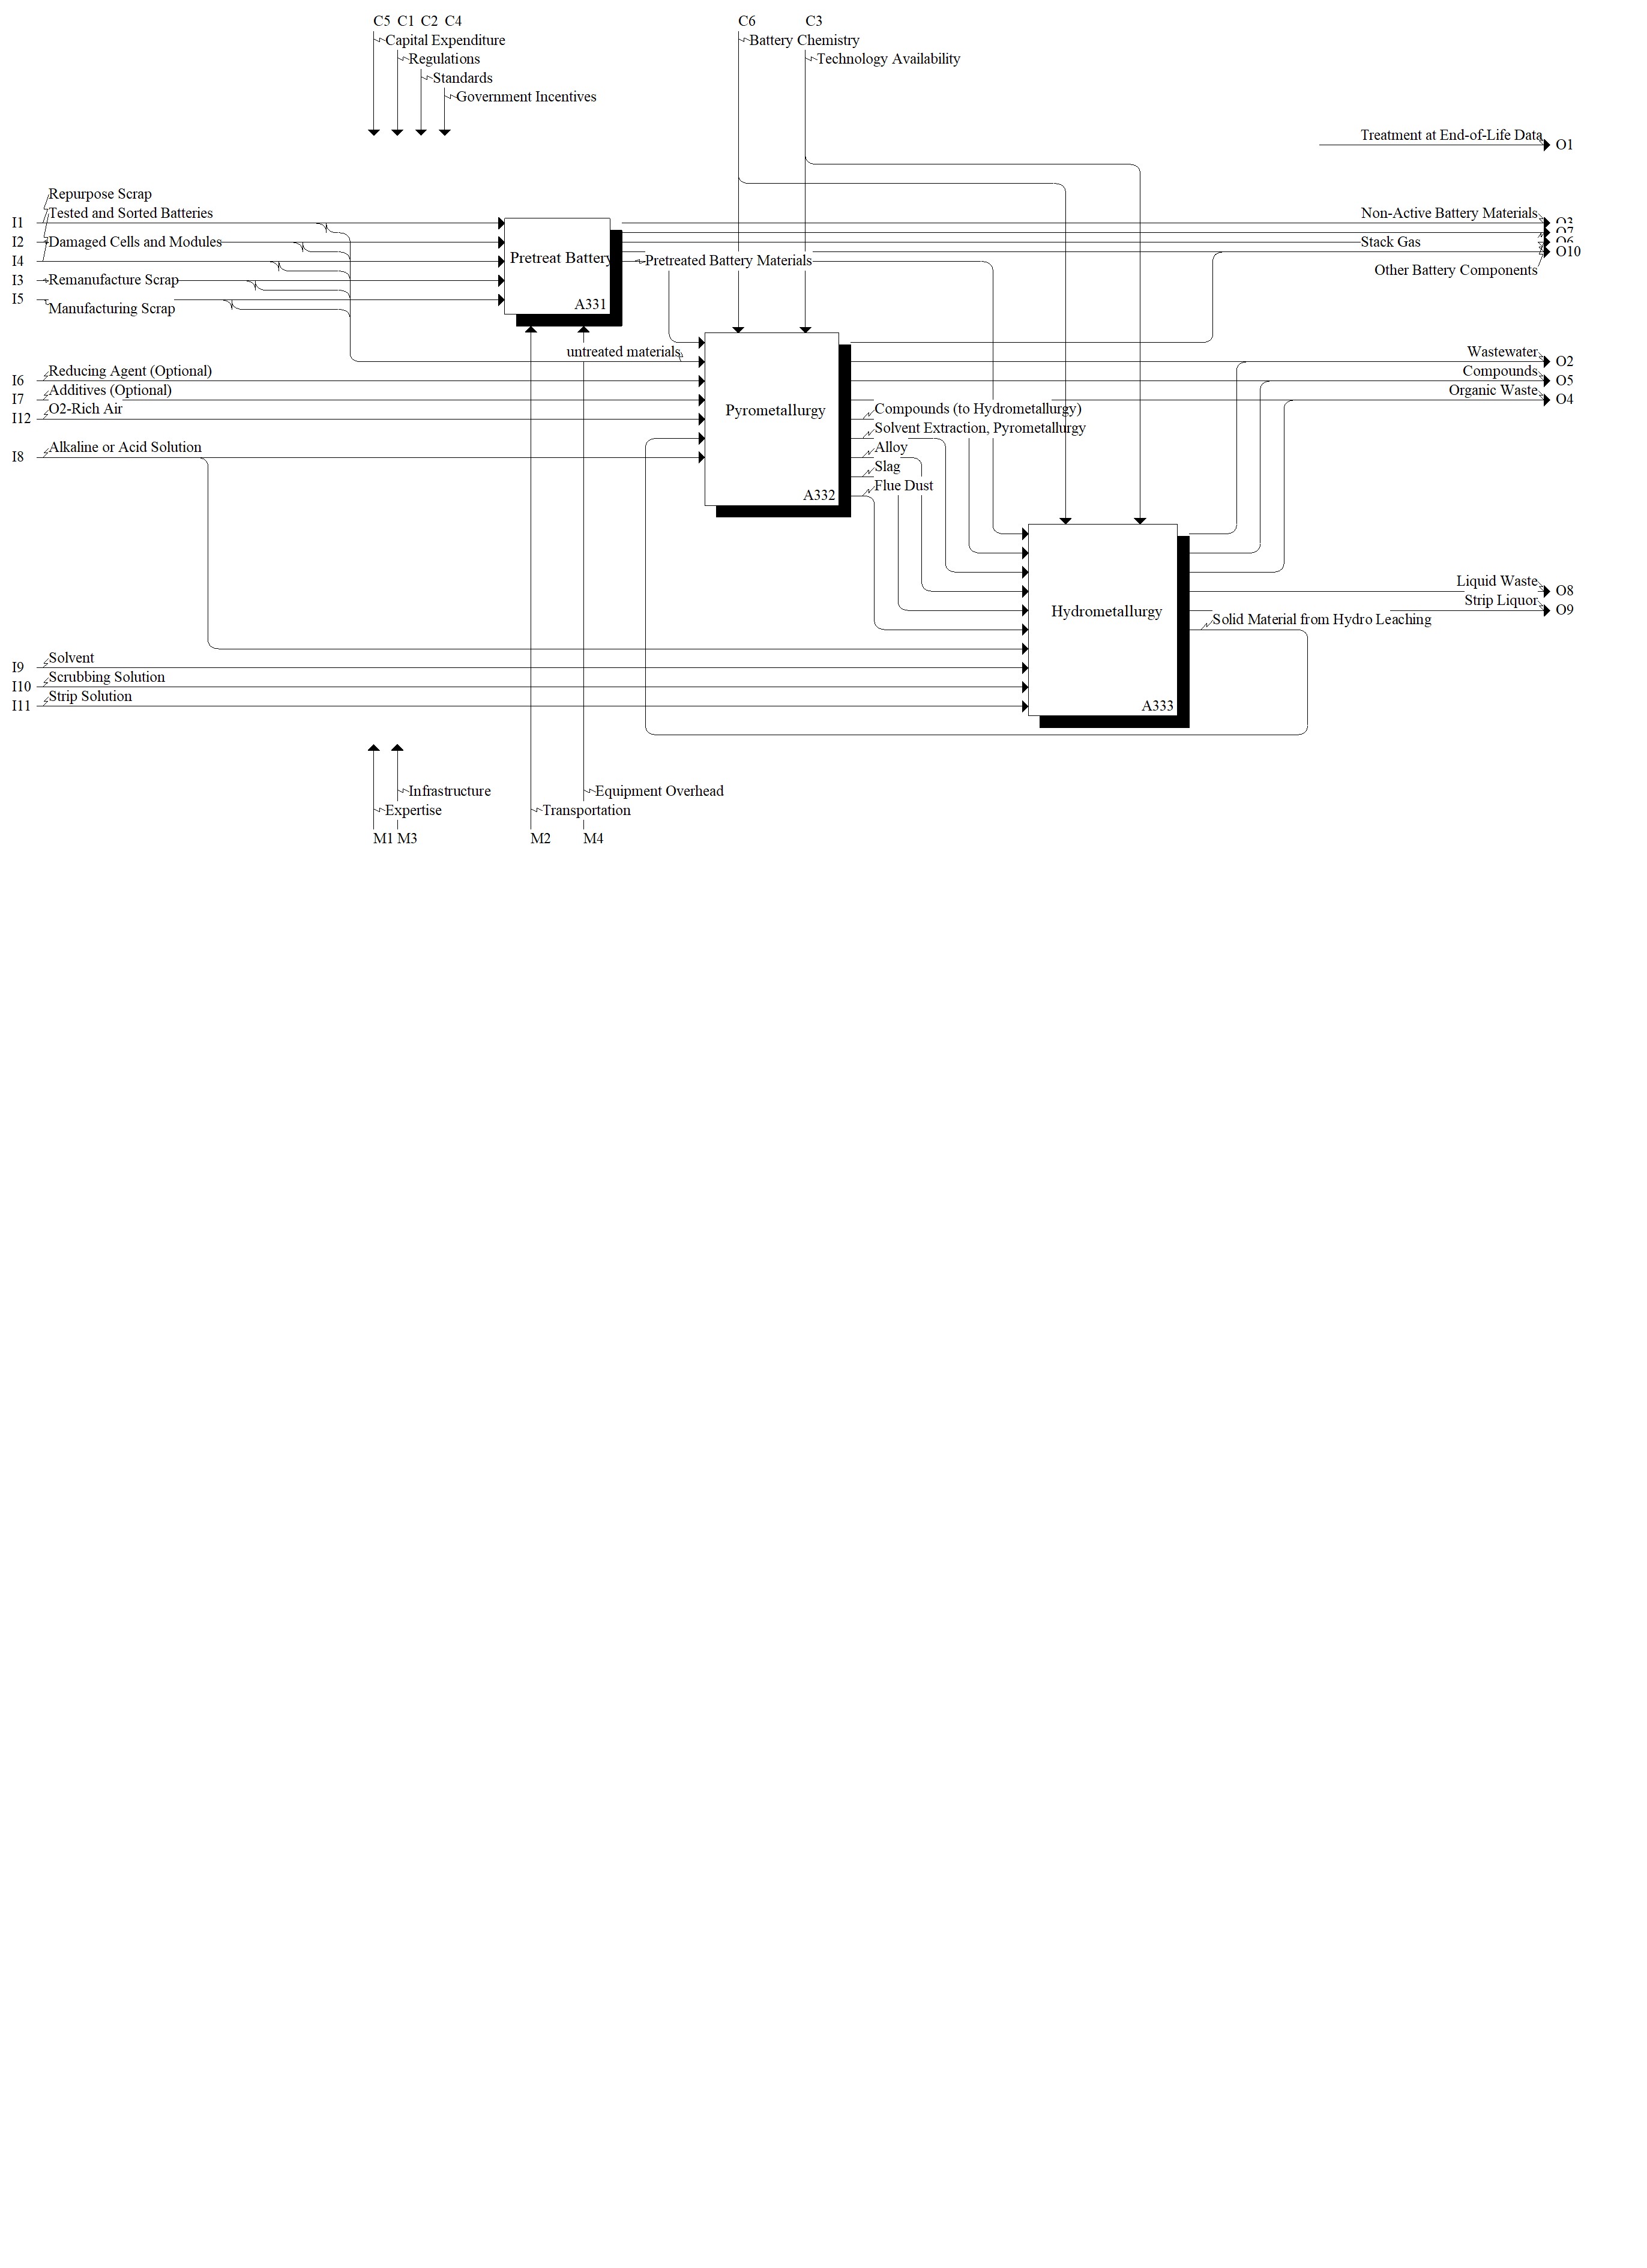 C5 C1 C2 C4
Capital Expenditure
Regulations
Standards
Government Incentives
C6 C3
Battery Chemistry
Technology Availability
Treatment at End-of-Life Data
O1
Repurpose Scrap
I1
Tested and Sorted Batteries
I2
Damaged Cells and Modules
I4
I3
Remanufacture Scrap
I5
Manufacturing Scrap
Pretreat Battery
A331
Pretreated Battery Materials
Non-Active Battery Materials
O3
O7
O6
Stack Gas
O10
Other Battery Components
untreated materials
I6
Reducing Agent (Optional)
I7
Additives (Optional)
I12
O2-Rich Air
I8
Alkaline or Acid Solution
Pyrometallurgy
A332
Wastewater
O2
Compounds
O5
Organic Waste
O4
Compounds (to Hydrometallurgy)
Solvent Extraction, Pyrometallurgy
Alloy
Slag
Flue Dust
Hydrometallurgy
A333
Liquid Waste
O8
Strip Liquor
O9
Solid Material from Hydro Leaching
Solvent
I9
Scrubbing Solution
I10
Strip Solution
I11
Infrastructure
Expertise
M1 M3
Equipment Overhead
Transportation
M2 M4